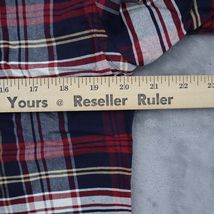 16 17 18 19 20 21 22 23
Yours @ Reseller Ruler